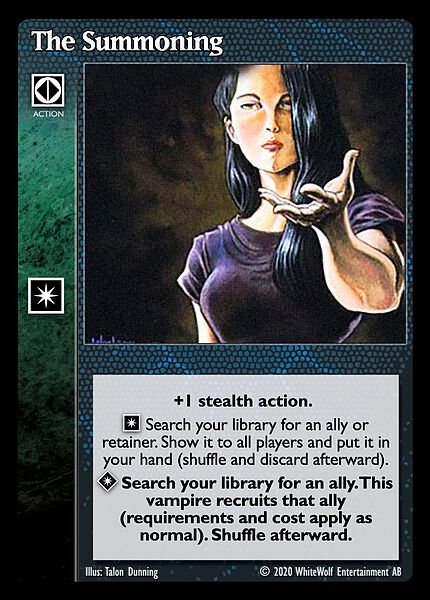 The Summoning
ACTION
+1 stealth action.
Search your library for an ally or
retainer. Show it to all players and put it in
your hand (shuffle and discard afterward).
Search your library for an ally. This
vampire recruits that ally
(requirements and cost apply as
normal). Shuffle afterward.
Illus: Talon Dunning © 2020 WhiteWolf Entertainment AB